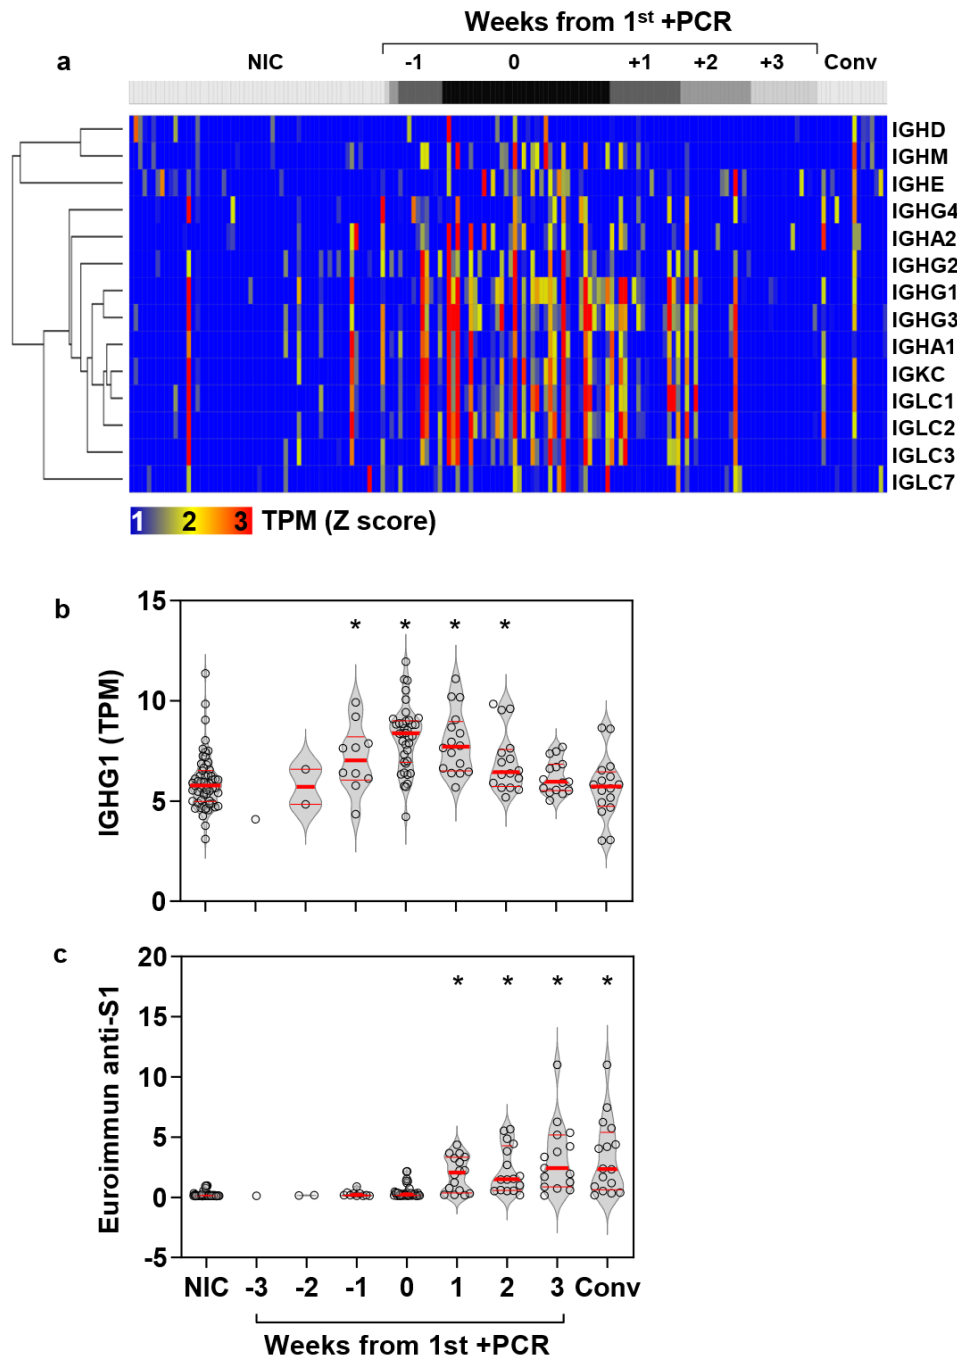 Weeks from 1st +PCR
a
NIC -1 0 +1 +2 +3 Conv
IGHD
IGHM
IGHE
IGHG4
IGHA2
IGHG2
IGHG1
IGHG3
IGHA1
IGKC
IGLC1
IGLC2
IGLC3
IGLC7
1 2 3 TPM (Z score)
b
15
10
5
0
IGHG1 (TPM)
* * * *
c
20
15
10
5
0
-5
Euroimmun anti-S1
* * * *
NIC -3 -2 -1 0 1 2 3 Conv
Weeks from 1st +PCR